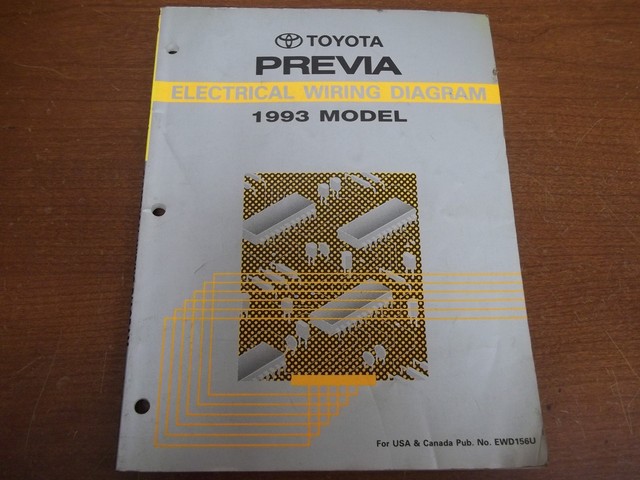 TOYOTA
PREVIA
ELECTRICAL WIRING DIAGRAM
1993 MODEL
For USA & Canada Pub. No. EWD156U